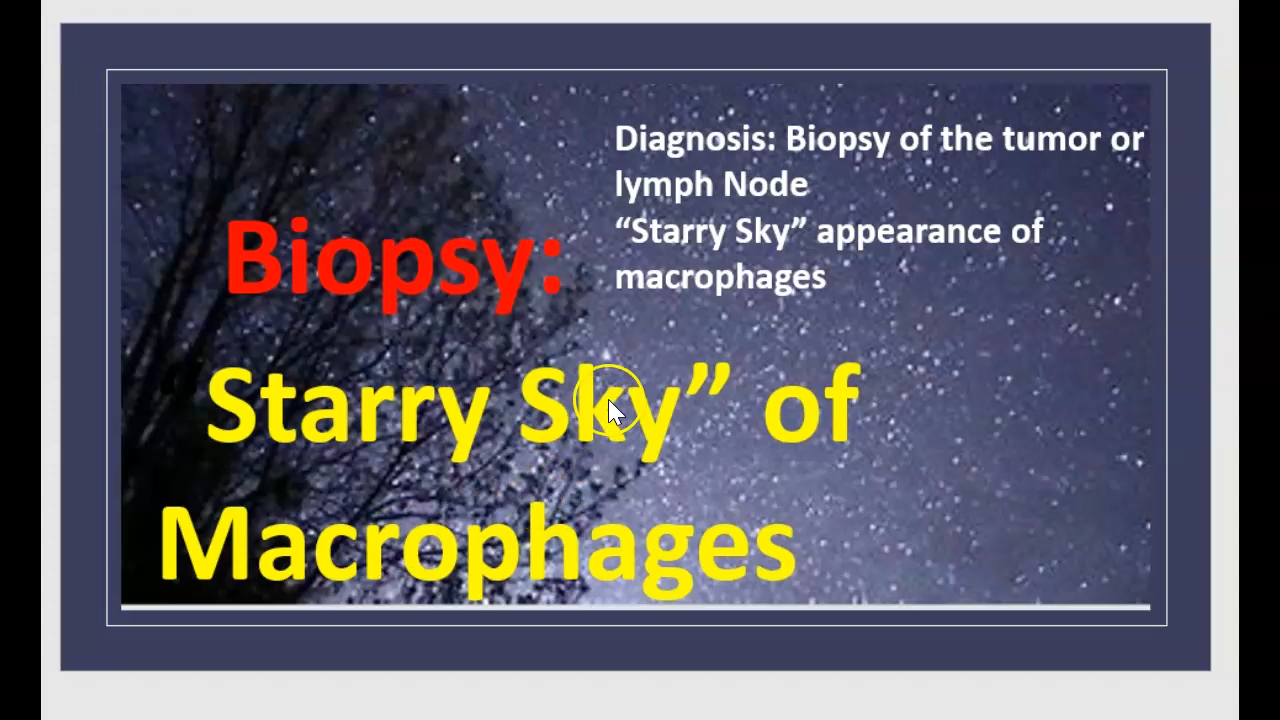 Diagnosis: Biopsy of the tumor or
lymph Node
“Starry Sky” appearance of
macrophages
Biopsy:
Starry Sky” of
Macrophages